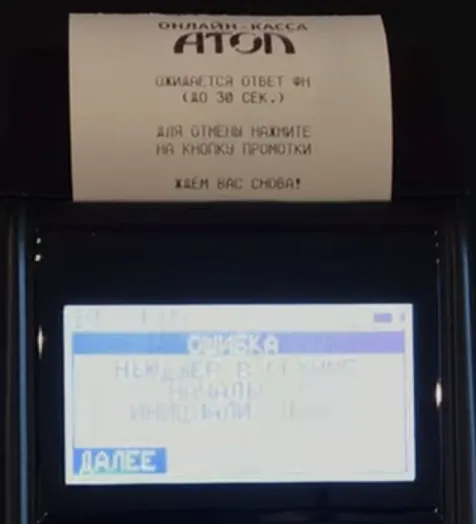 ОНЛАЙН-КАССА
АТОЛ
ОЖИДАЕТСЯ ОТВЕТ ФН
(ДО 30 СЕК.)
ДЛЯ ОТМЕНЫ НАЖМИТЕ
НА КНОПКУ ПРОМОТКИ
ЖДЕМ ВАС СНОВА!
ОШИБКА
В
ДАЛЕЕ